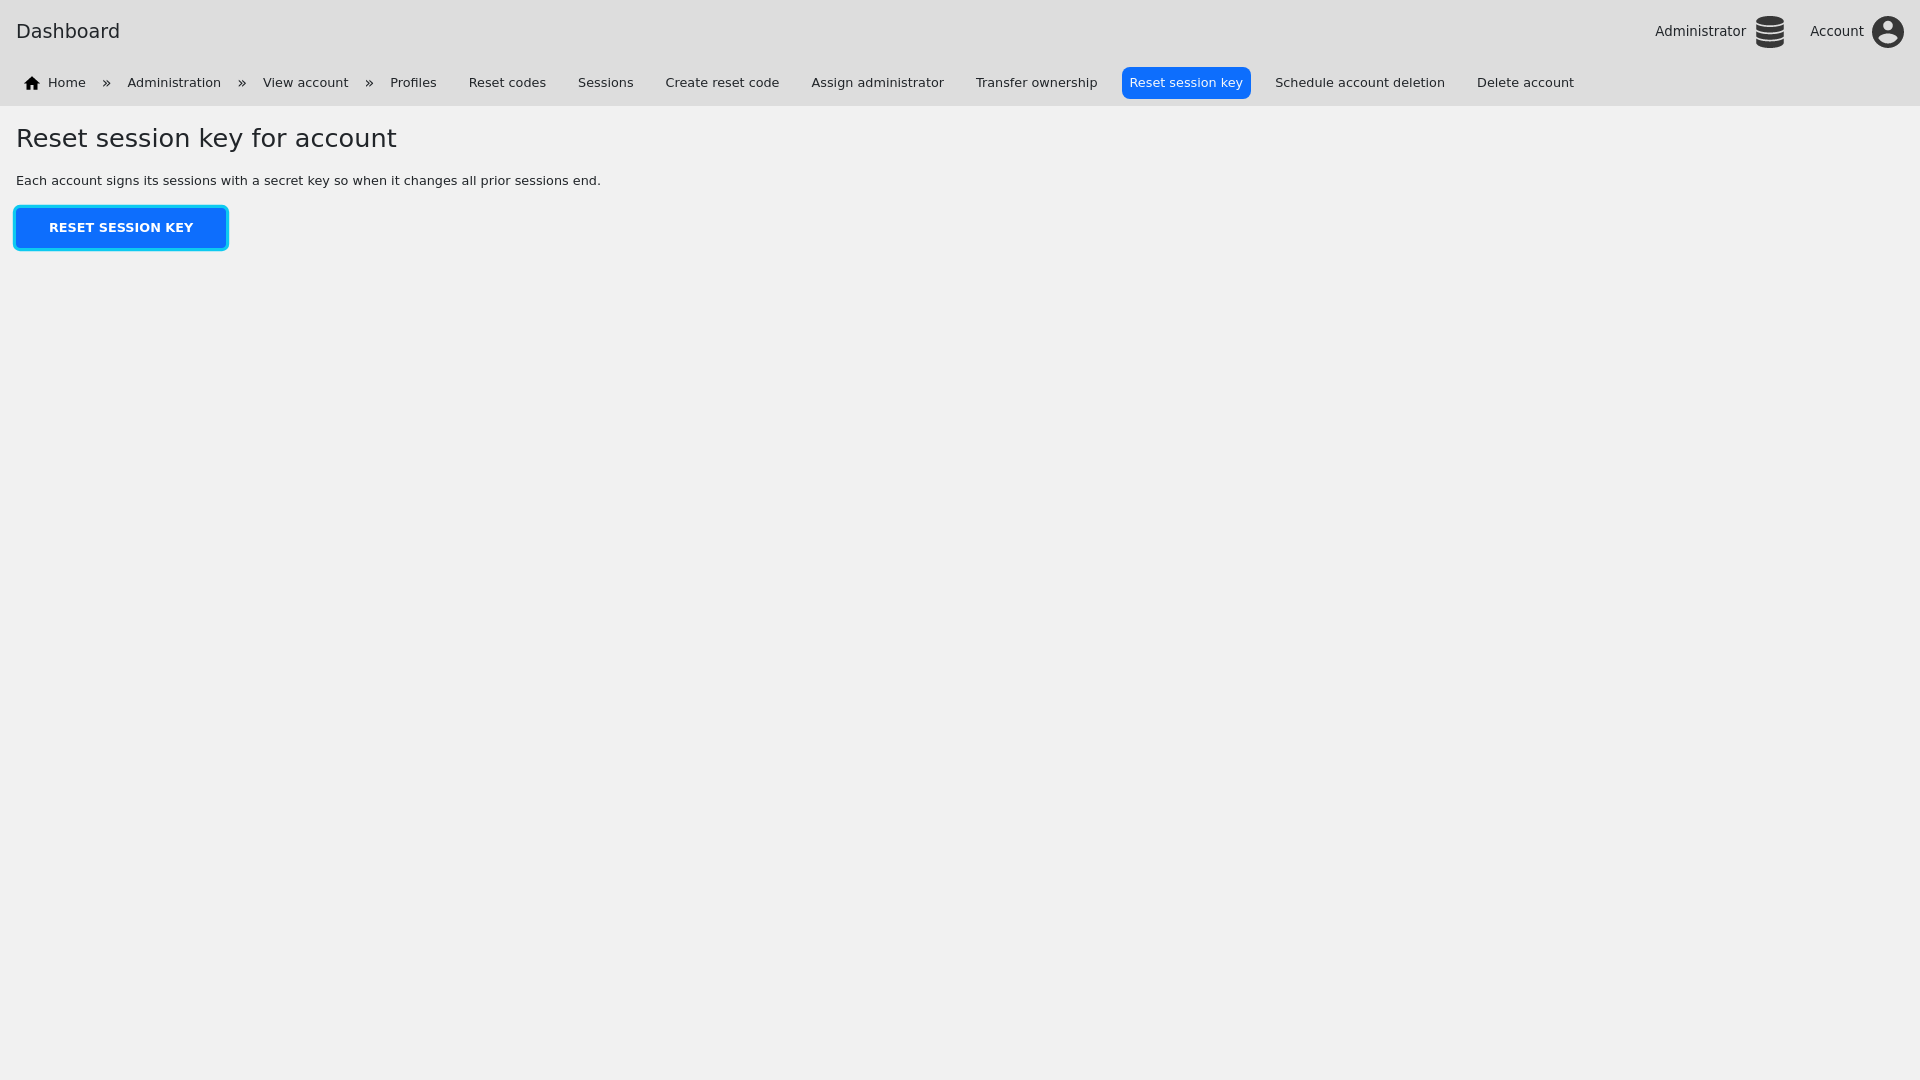 Dashboard
Administrator
Account
Home » Administration » View account » Profiles Reset codes Sessions Create reset code Assign administrator Transfer ownership Reset session key Schedule account deletion Delete account
Reset session key for account
Each account signs its sessions with a secret key so when it changes all prior sessions end.
RESET SESSION KEY